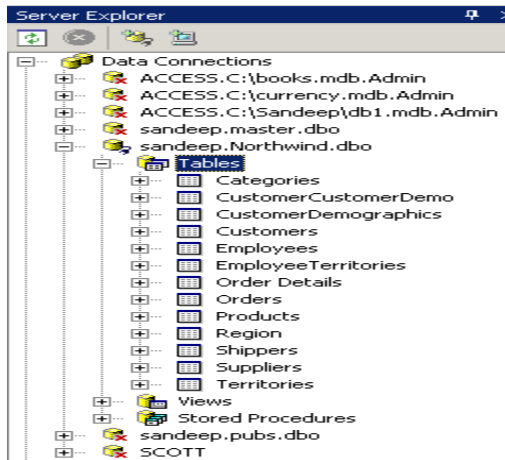 Server Explorer
Data Connections
ACCESS.C:\books.mdb.Admin
ACCESS.C:\currency.mdb.Admin
ACCESS.C:\Sandeep\db1.mdb.Admin
sandeep.master.dbo
sandeep.Northwind.dbo
Tables
Categories
CustomerCustomerDemo
CustomerDemographics
Customers
Employees
EmployeeTerritories
Order Details
Orders
Products
Region
Shippers
Suppliers
Territories
Views
Stored Procedures
sandeep.pubs.dbo
SCOTT